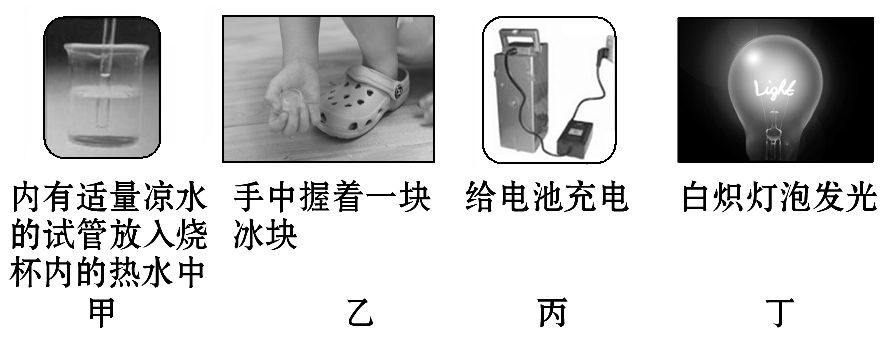 Light
内有适量凉水
的试管放入烧
杯内的热水中
甲
手中握着一块
冰块
乙
给电池充电
丙
白炽灯泡发光
丁